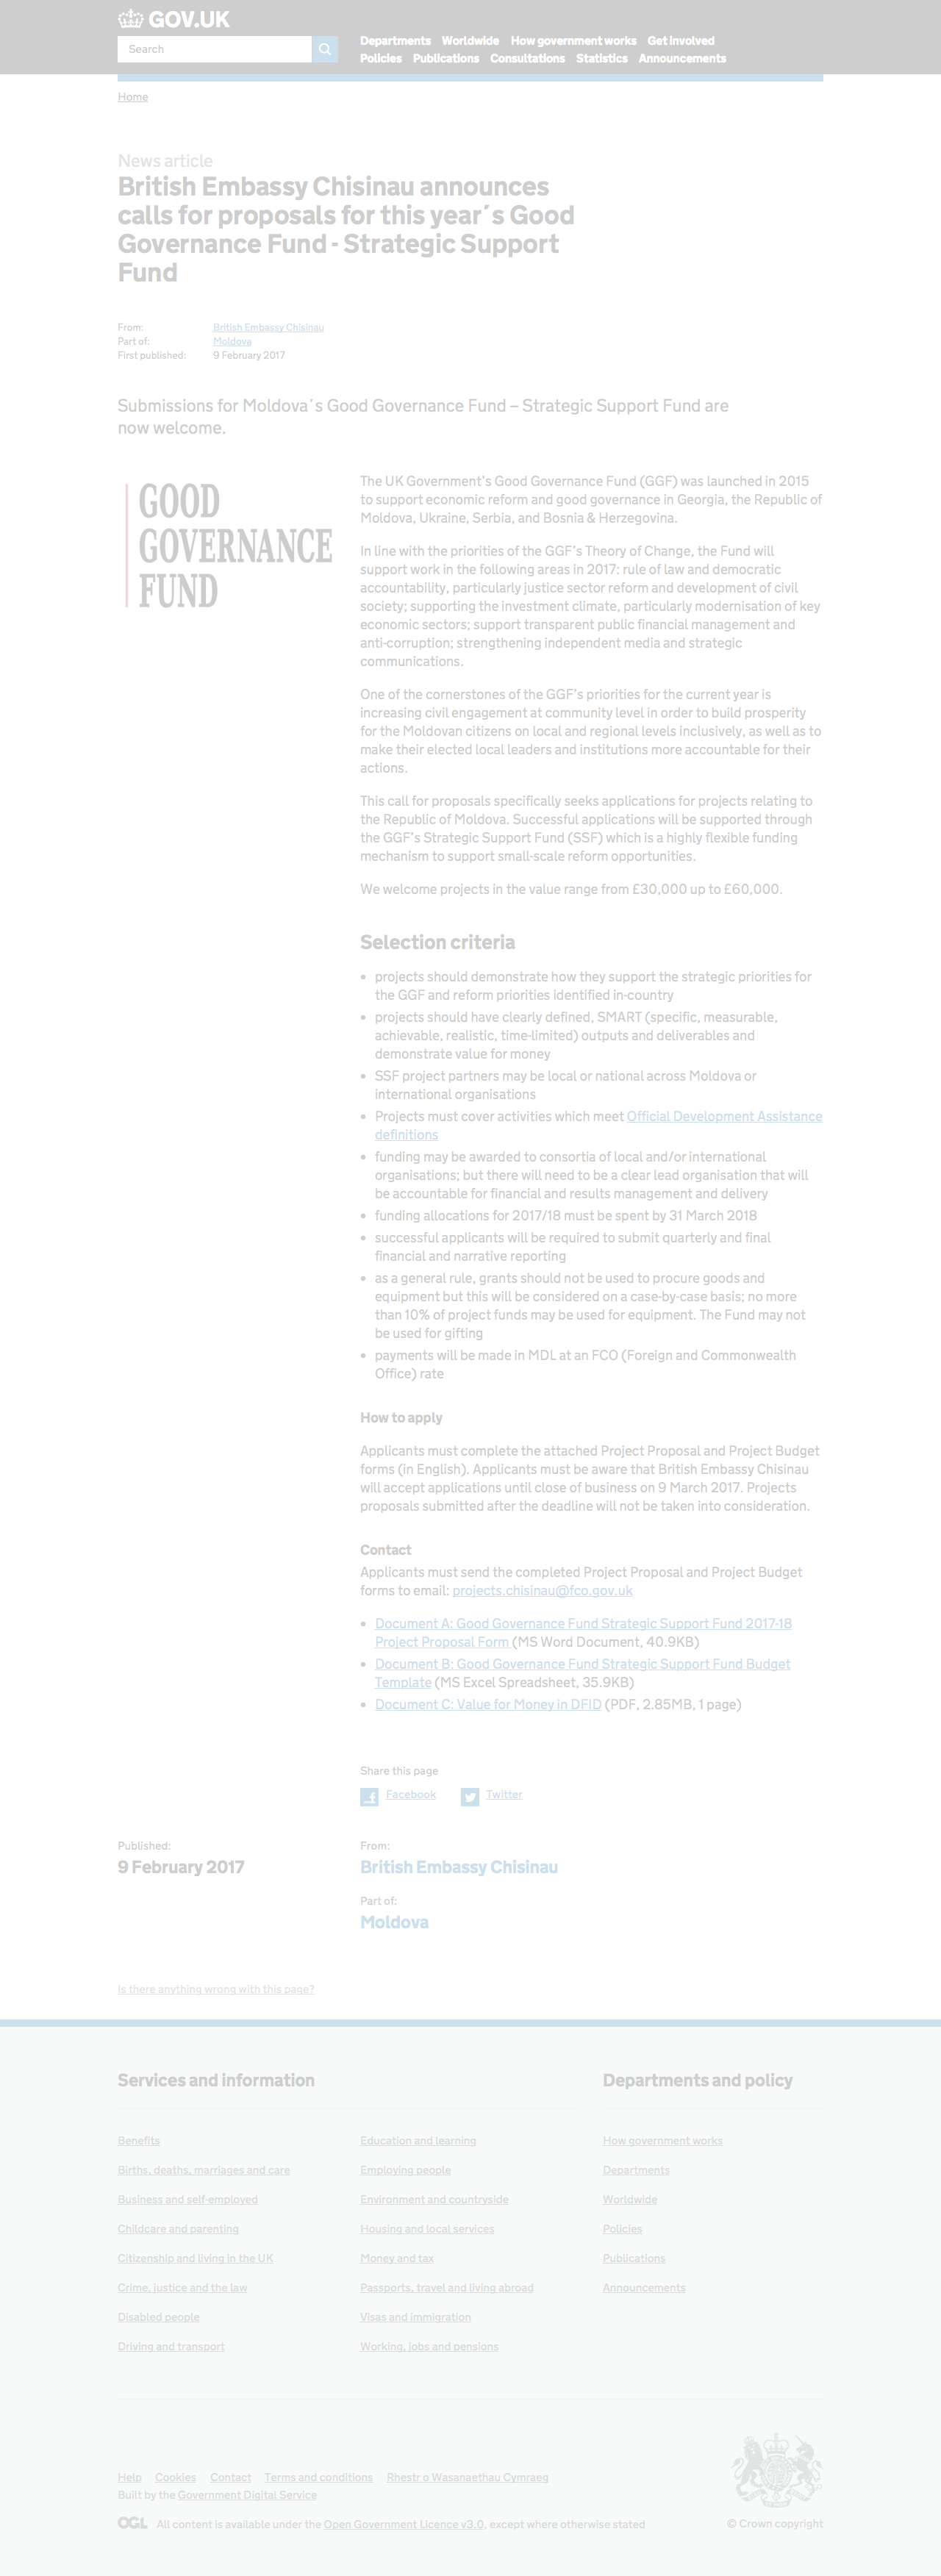 GOV.UK
Search
Departments Worldwide How government works Get involved
Policies Publications Consultations Statistics Announcements
Home
News article
British Embassy Chisinau announces
calls for proposals for this year´s Good
Governance Fund - Strategic Support
Fund
From: British Embassy Chisinau
Part of: Moldova
First published: 9 February 2017
Submissions for Moldova´s Good Governance Fund – Strategic Support Fund are
now welcome.
GOOD
GOVERNANCE
FUND
The UK Government's Good Governance Fund (GGF) was launched in 2015
to support economic reform and good governance in Georgia, the Republic of
Moldova, Ukraine, Serbia, and Bosnia & Herzegovina.
In line with the priorities of the GGF's Theory of Change, the Fund will
support work in the following areas in 2017: rule of law and democratic
accountability, particularly justice sector reform and development of civil
society; supporting the investment climate, particularly modernisation of key
economic sectors; support transparent public financial management and
anti-corruption; strengthening independent media and strategic
communications.
One of the cornerstones of the GGF's priorities for the current year is
increasing civil engagement at community level in order to build prosperity
for the Moldovan citizens on local and regional levels inclusively, as well as to
make their elected local leaders and institutions more accountable for their
actions.
This call for proposals specifically seeks applications for projects relating to
the Republic of Moldova. Successful applications will be supported through
the GGF's Strategic Support Fund (SSF) which is a highly flexible funding
mechanism to support small-scale reform opportunities.
We welcome projects in the value range from £30,000 up to £60,000.
Selection criteria
• projects should demonstrate how they support the strategic priorities for
the GGF and reform priorities identified in-country
• projects should have clearly defined, SMART (specific, measurable,
achievable, realistic, time-limited) outputs and deliverables and
demonstrate value for money
• SSF project partners may be local or national across Moldova or
international organisations
• Projects must cover activities which meet Official Development Assistance
definitions
• funding may be awarded to consortia of local and/or international
organisations; but there will need to be a clear lead organisation that will
be accountable for financial and results management and delivery
• funding allocations for 2017/18 must be spent by 31 March 2018
• successful applicants will be required to submit quarterly and final
financial and narrative reporting
• as a general rule, grants should not be used to procure goods and
equipment but this will be considered on a case-by-case basis; no more
than 10% of project funds may be used for equipment. The Fund may not
be used for gifting
• payments will be made in MDL at an FCO (Foreign and Commonwealth
Office) rate
How to apply
Applicants must complete the attached Project Proposal and Project Budget
forms (in English). Applicants must be aware that British Embassy Chisinau
will accept applications until close of business on 9 March 2017. Projects
proposals submitted after the deadline will not be taken into consideration.
Contact
Applicants must send the completed Project Proposal and Project Budget
forms to email: projects.chisinau@fco.gov.uk
• Document A: Good Governance Fund Strategic Support Fund 2017-18
Project Proposal Form (MS Word Document, 40.9KB)
• Document B: Good Governance Fund Strategic Support Fund Budget
Template (MS Excel Spreadsheet, 35.9KB)
• Document C: Value for Money in DFID (PDF, 2.85MB, 1 page)
Share this page
Facebook Twitter
Published: From:
9 February 2017 British Embassy Chisinau
Part of:
Moldova
Is there anything wrong with this page?
Services and information Departments and policy
Benefits Education and learning How government works
Births, deaths, marriages and care Employing people Departments
Business and self-employed Environment and countryside Worldwide
Childcare and parenting Housing and local services Policies
Citizenship and living in the UK Money and tax Publications
Crime, justice and the law Passports, travel and living abroad Announcements
Disabled people Visas and immigration
Driving and transport Working, jobs and pensions
Help Cookies Contact Terms and conditions Rhestr o Wasanaethau Cymraeg
Built by the Government Digital Service
OGL All content is available under the Open Government Licence v3.0, except where otherwise stated
© Crown copyright